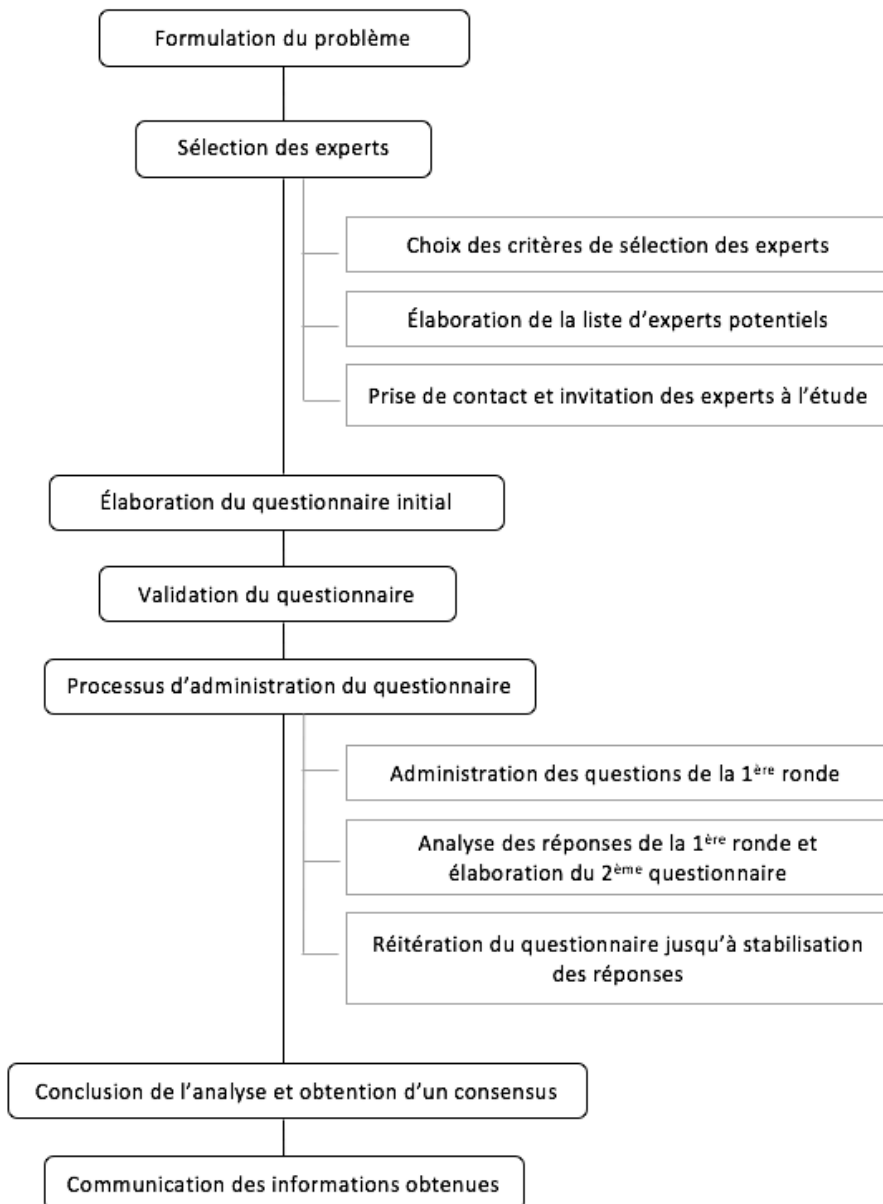 Formulation du problème
Sélection des experts
Choix des critères de sélection des experts
Élaboration de la liste d’experts potentiels
Prise de contact et invitation des experts à l’étude
Élaboration du questionnaire initial
Validation du questionnaire
Processus d’administration du questionnaire
Administration des questions de la 1ère ronde
Analyse des réponses de la 1ère ronde et
élaboration du 2ème questionnaire
Réitération du questionnaire jusqu’à stabilisation
des réponses
Conclusion de l’analyse et obtention d’un consensus
Communication des informations obtenues